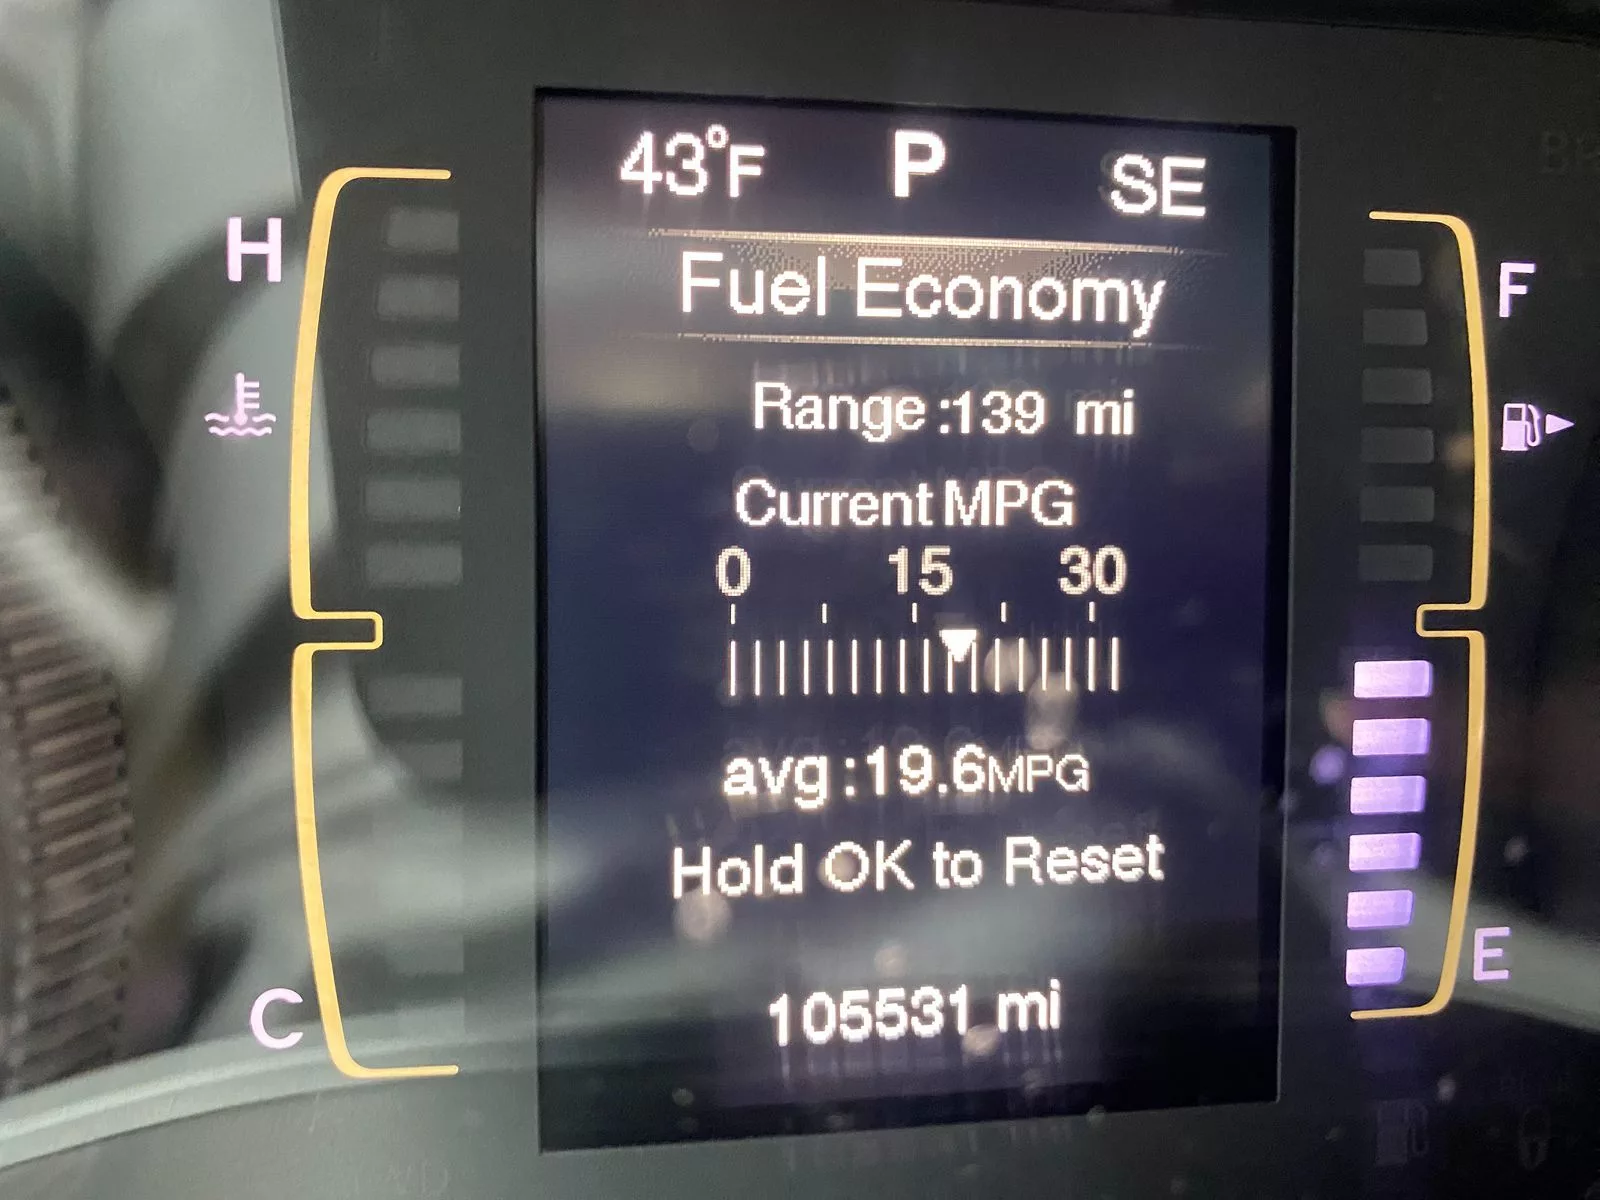 43°F P SE
Fuel Economy
Range:139 mi
Current MPG
0 15 30
avg:19.6MPG
Hold OK to Reset
105531 mi
H
C
F
E